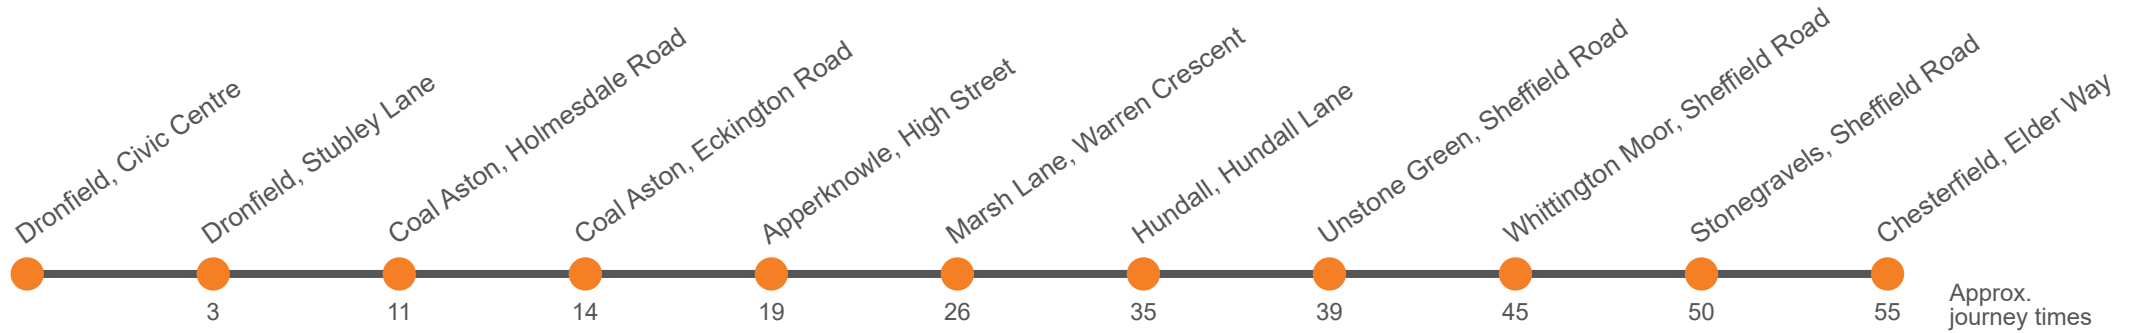 Dronfield, Civic Centre
Dronfield, Stubley Lane
Coal Aston, Holmesdale Road
Coal Aston, Eckington Road
Apperknowle, High Street
Marsh Lane, Warren Crescent
Hundall, Hundall Lane
Unstone Green, Sheffield Road
Whittington Moor, Sheffield Road
Stonegravels, Sheffield Road
Chesterfield, Elder Way
3
11
14
19
26
35
39
45
50
55
Approx.
journey times